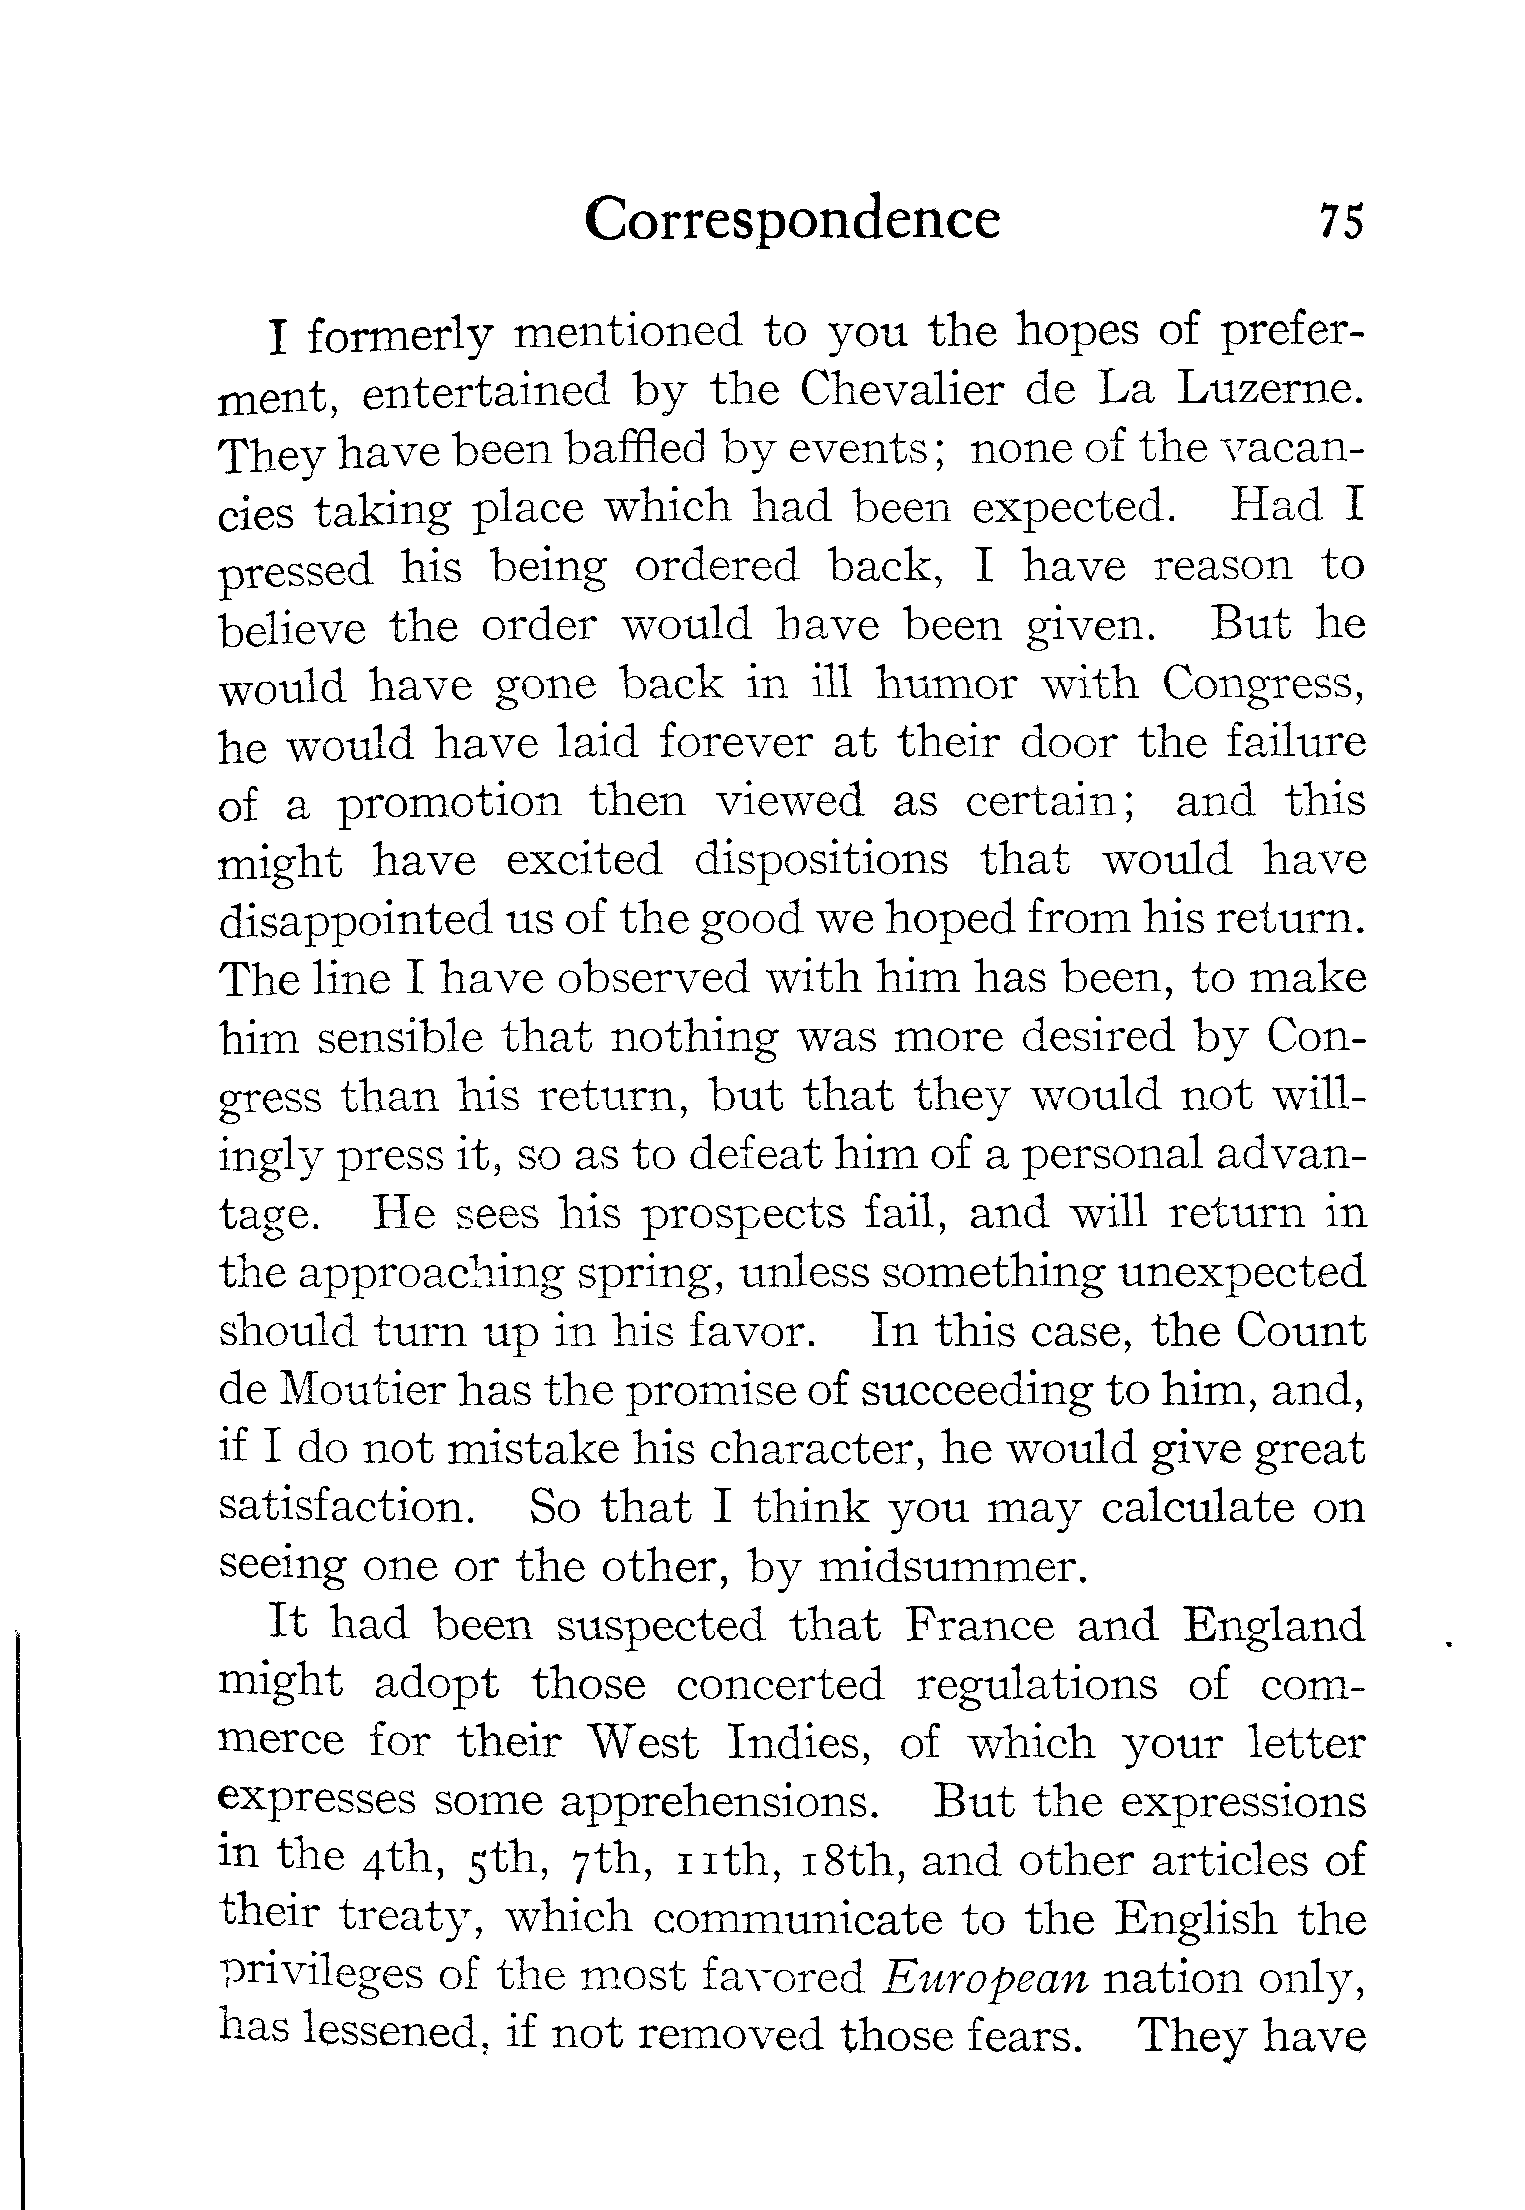 Correspondence 75
I formerly mentioned to you the hopes of prefer-
ment, entertained by the Chevalier de La Luzerne.
They have been baffled by events; none of the vacan-
cies taking place which had been expected. Had I
pressed his being ordered back, I have reason to
believe the order would have been given. But he
would have gone back in ill humor with Congress,
he would have laid forever at their door the failure
of a promotion then viewed as certain; and this
might have excited dispositions that would have
disappointed us of the good we hoped from his return.
The line I have observed with him has been, to make
him sensible that nothing was more desired by Con-
gress than his return, but that they would not will-
ingly press it, so as to defeat him of a personal advan-
tage. He sees his prospects fail, and will return in
the approaching spring, unless something unexpected
should turn up in his favor. In this case, the Count
de Moutier has the promise of succeeding to him, and,
if I do not mistake his character, he would give great
satisfaction. So that I think you may calculate on
seeing one or the other, by midsummer.
It had been suspected that France and England
might adopt those concerted regulations of com-
merce for their West Indies, of which your letter
expresses some apprehensions. But the expressions
in the 4th, 5th, 7th, 11th, 18th, and other articles of
their treaty, which communicate to the English the
privileges of the most favored European nation only,
has lessened, if not removed those fears. They have